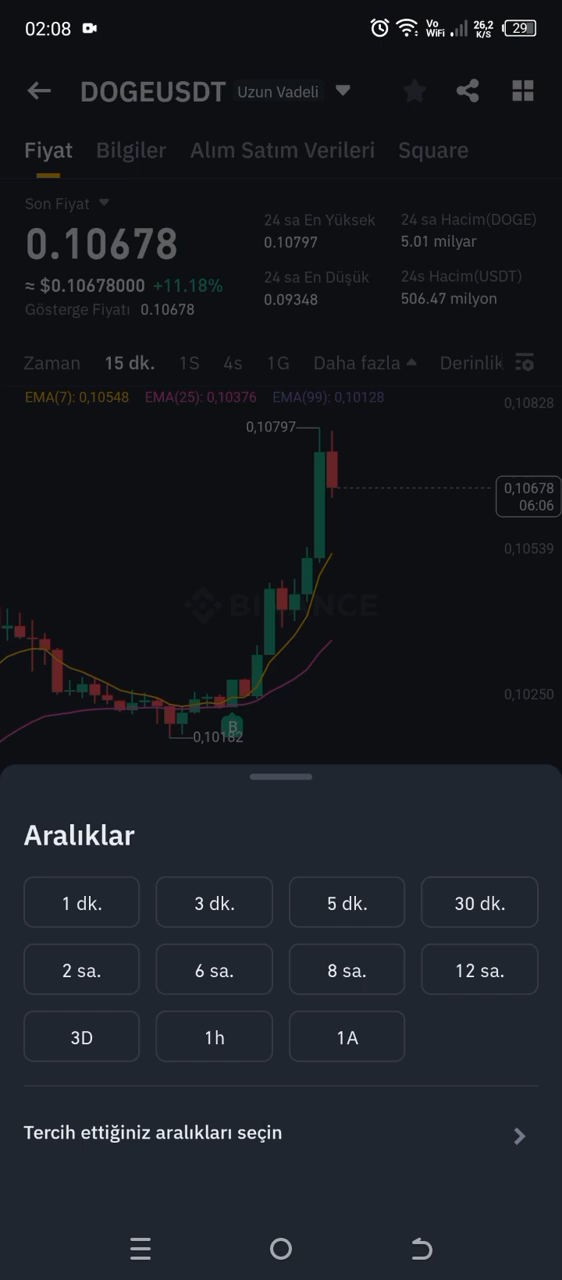 02:08
Vo WiFi 26,2 K/S 29
DOGEUSDT Uzun Vadeli
Fiyat Bilgiler Alım Satım Verileri Square
Son Fiyat
0.10678
≈ $0.10678000 +11.18%
Gösterge Fiyatı 0.10678
24 sa En Yüksek
0.10797
24 sa En Düşük
0.09348
24 sa Hacim(DOGE)
5.01 milyar
24s Hacim(USDT)
506.47 milyon
Zaman 15 dk. 1S 4s 1G Daha fazla Derinlik
EMA(7): 0,10548 EMA(25): 0,10376 EMA(99): 0,10128
0,10828
0,10797
0,10678
06:06
0,10539
BINANCE
0,10250
B
0,10182
Aralıklar
1 dk. 3 dk. 5 dk. 30 dk.
2 sa. 6 sa. 8 sa. 12 sa.
3D 1h 1A
Tercih ettiğiniz aralıkları seçin